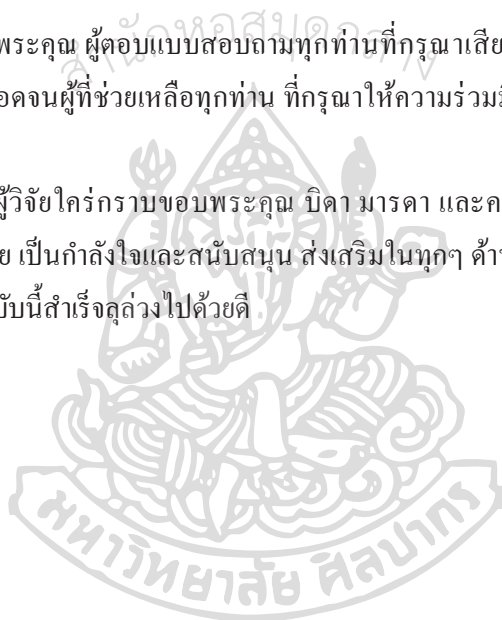 สำนักหอสมุดกลาง
พระคุณ ผู้ตอบแบบสอบถามทุกท่านที่กรุณาเสีย
อดจนผู้ที่ช่วยเหลือทุกท่าน ที่กรุณาให้ความร่วม
ผู้วิจัยใคร่กราบขอบพระคุณ บิดา มารดา และค
ย เป็นกำลังใจและสนับสนุน ส่งเสริมในทุกๆ ด้า
บับนี้สำเร็จลุล่วงไปด้วยดี
มหาวิทยาลัย ศิลปากร